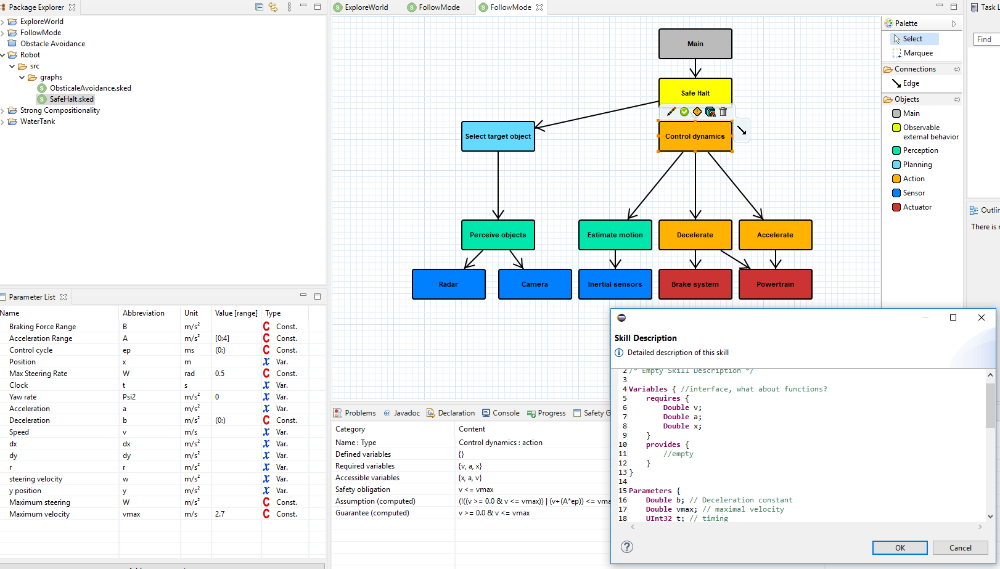 Package Explorer
ExploreWorld
FollowMode
Obstacle Avoidance
Robot
src
graphs
ObsticaleAvoidance.sked
SafeHalt.sked
Strong Compositionality
WaterTank
ExploreWorld
FollowMode
FollowMode
Main
Safe Halt
Select target object
Control dynamics
Perceive objects
Estimate motion
Decelerate
Accelerate
Radar
Camera
Inertial sensors
Brake system
Powertrain
Palette
Select
Marquee
Connections
Edge
Objects
Main
Observable
external behavior
Perception
Planning
Action
Sensor
Actuator
Task L
Find
Outlin
There is
Parameter List
Name Abbreviation Unit Value [range] Type
Braking Force Range B m/s² C Const.
Acceleration Range A m/s² [0:4] C Const.
Control cycle ep ms (0:) C Const.
Position x m x Var.
Max Steering Rate W rad 0.5 C Const.
Clock t s x Var.
Yaw rate Psi2 m/s² 0 x Var.
Acceleration a m/s² x Var.
Deceleration b m/s² (0:) C Const.
Speed v m/s x Var.
dx dx m/s² x Var.
dy dy m/s² x Var.
r r m/s² x Var.
steering velocity w m/s² x Var.
y position y m/s² x Var.
Maximum steering W m/s² C Const.
Maximum velocity vmax m/s 2.7 C Const.
Problems @ Javadoc Declaration Console Progress Safety G
Category Content
Name : Type Control dynamics : action
Defined variables {}
Required variables {v, a, x}
Accessible variables {x, a, v}
Safety obligation v <= vmax
Assumption (computed) (!((v >= 0.0 & v <= vmax)) | (v+(A*ep)) <= vma
Guarantee (computed) v >= 0.0 & v <= vmax
Skill Description
Detailed description of this skill
2 /* Empty Skill Description */
3
4 Variables { //interface, what about functions?
5 requires {
6 Double v;
7 Double a;
8 Double x;
9 }
10 provides {
11 //empty
12 }
13 }
14
15 Parameters {
16 Double b; // Deceleration constant
17 Double vmax; // maximal velocity
18 UInt32 t; // timing
OK Cancel